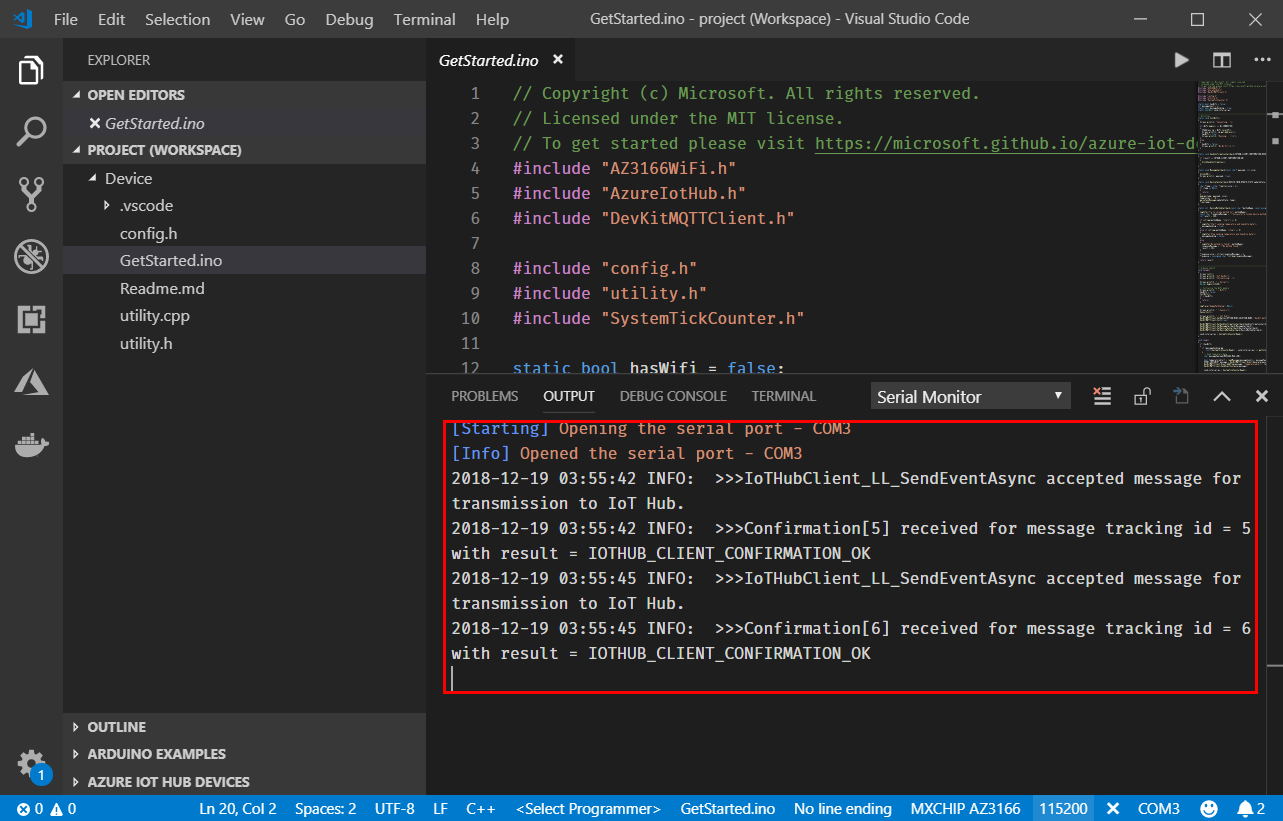 File Edit Selection View Go Debug Terminal Help GetStarted.ino - project (Workspace) - Visual Studio Code
EXPLORER
OPEN EDITORS
GetStarted.ino
PROJECT (WORKSPACE)
Device
.vscode
config.h
GetStarted.ino
Readme.md
utility.cpp
utility.h
OUTLINE
ARDUINO EXAMPLES
AZURE IOT HUB DEVICES
1
GetStarted.ino
1 // Copyright (c) Microsoft. All rights reserved.
2 // Licensed under the MIT license.
3 // To get started please visit https://microsoft.github.io/azure-iot-d
4 #include "AZ3166WiFi.h"
5 #include "AzureIotHub.h"
6 #include "DevKitMQTTClient.h"
7
8 #include "config.h"
9 #include "utility.h"
10 #include "SystemTickCounter.h"
11
12 static bool hasWifi = false;
PROBLEMS OUTPUT DEBUG CONSOLE TERMINAL Serial Monitor
[Starting] Opening the serial port - COM3
[Info] Opened the serial port - COM3
2018-12-19 03:55:42 INFO:  >>>IoTHubClient_LL_SendEventAsync accepted message for
transmission to IoT Hub.
2018-12-19 03:55:42 INFO:  >>>Confirmation[5] received for message tracking id = 5
with result = IOTHUB_CLIENT_CONFIRMATION_OK
2018-12-19 03:55:45 INFO:  >>>IoTHubClient_LL_SendEventAsync accepted message for
transmission to IoT Hub.
2018-12-19 03:55:45 INFO:  >>>Confirmation[6] received for message tracking id = 6
with result = IOTHUB_CLIENT_CONFIRMATION_OK
0 0 Ln 20, Col 2 Spaces: 2 UTF-8 LF C++ <Select Programmer> GetStarted.ino No line ending MXCHIP AZ3166 115200 COM3 2